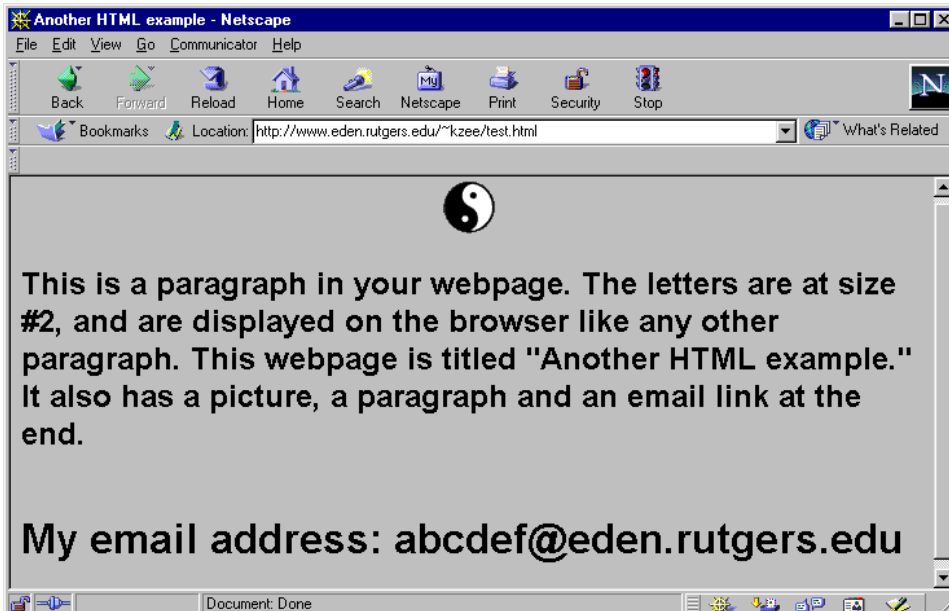 Another HTML example - Netscape
File Edit View Go Communicator Help
Back Forward Reload Home Search Netscape Print Security Stop
My
N
Bookmarks Location: http://www.eden.rutgers.edu/~kzee/test.html What's Related
This is a paragraph in your webpage. The letters are at size
#2, and are displayed on the browser like any other
paragraph. This webpage is titled "Another HTML example."
It also has a picture, a paragraph and an email link at the
end.
My email address: abcdef@eden.rutgers.edu
Document: Done